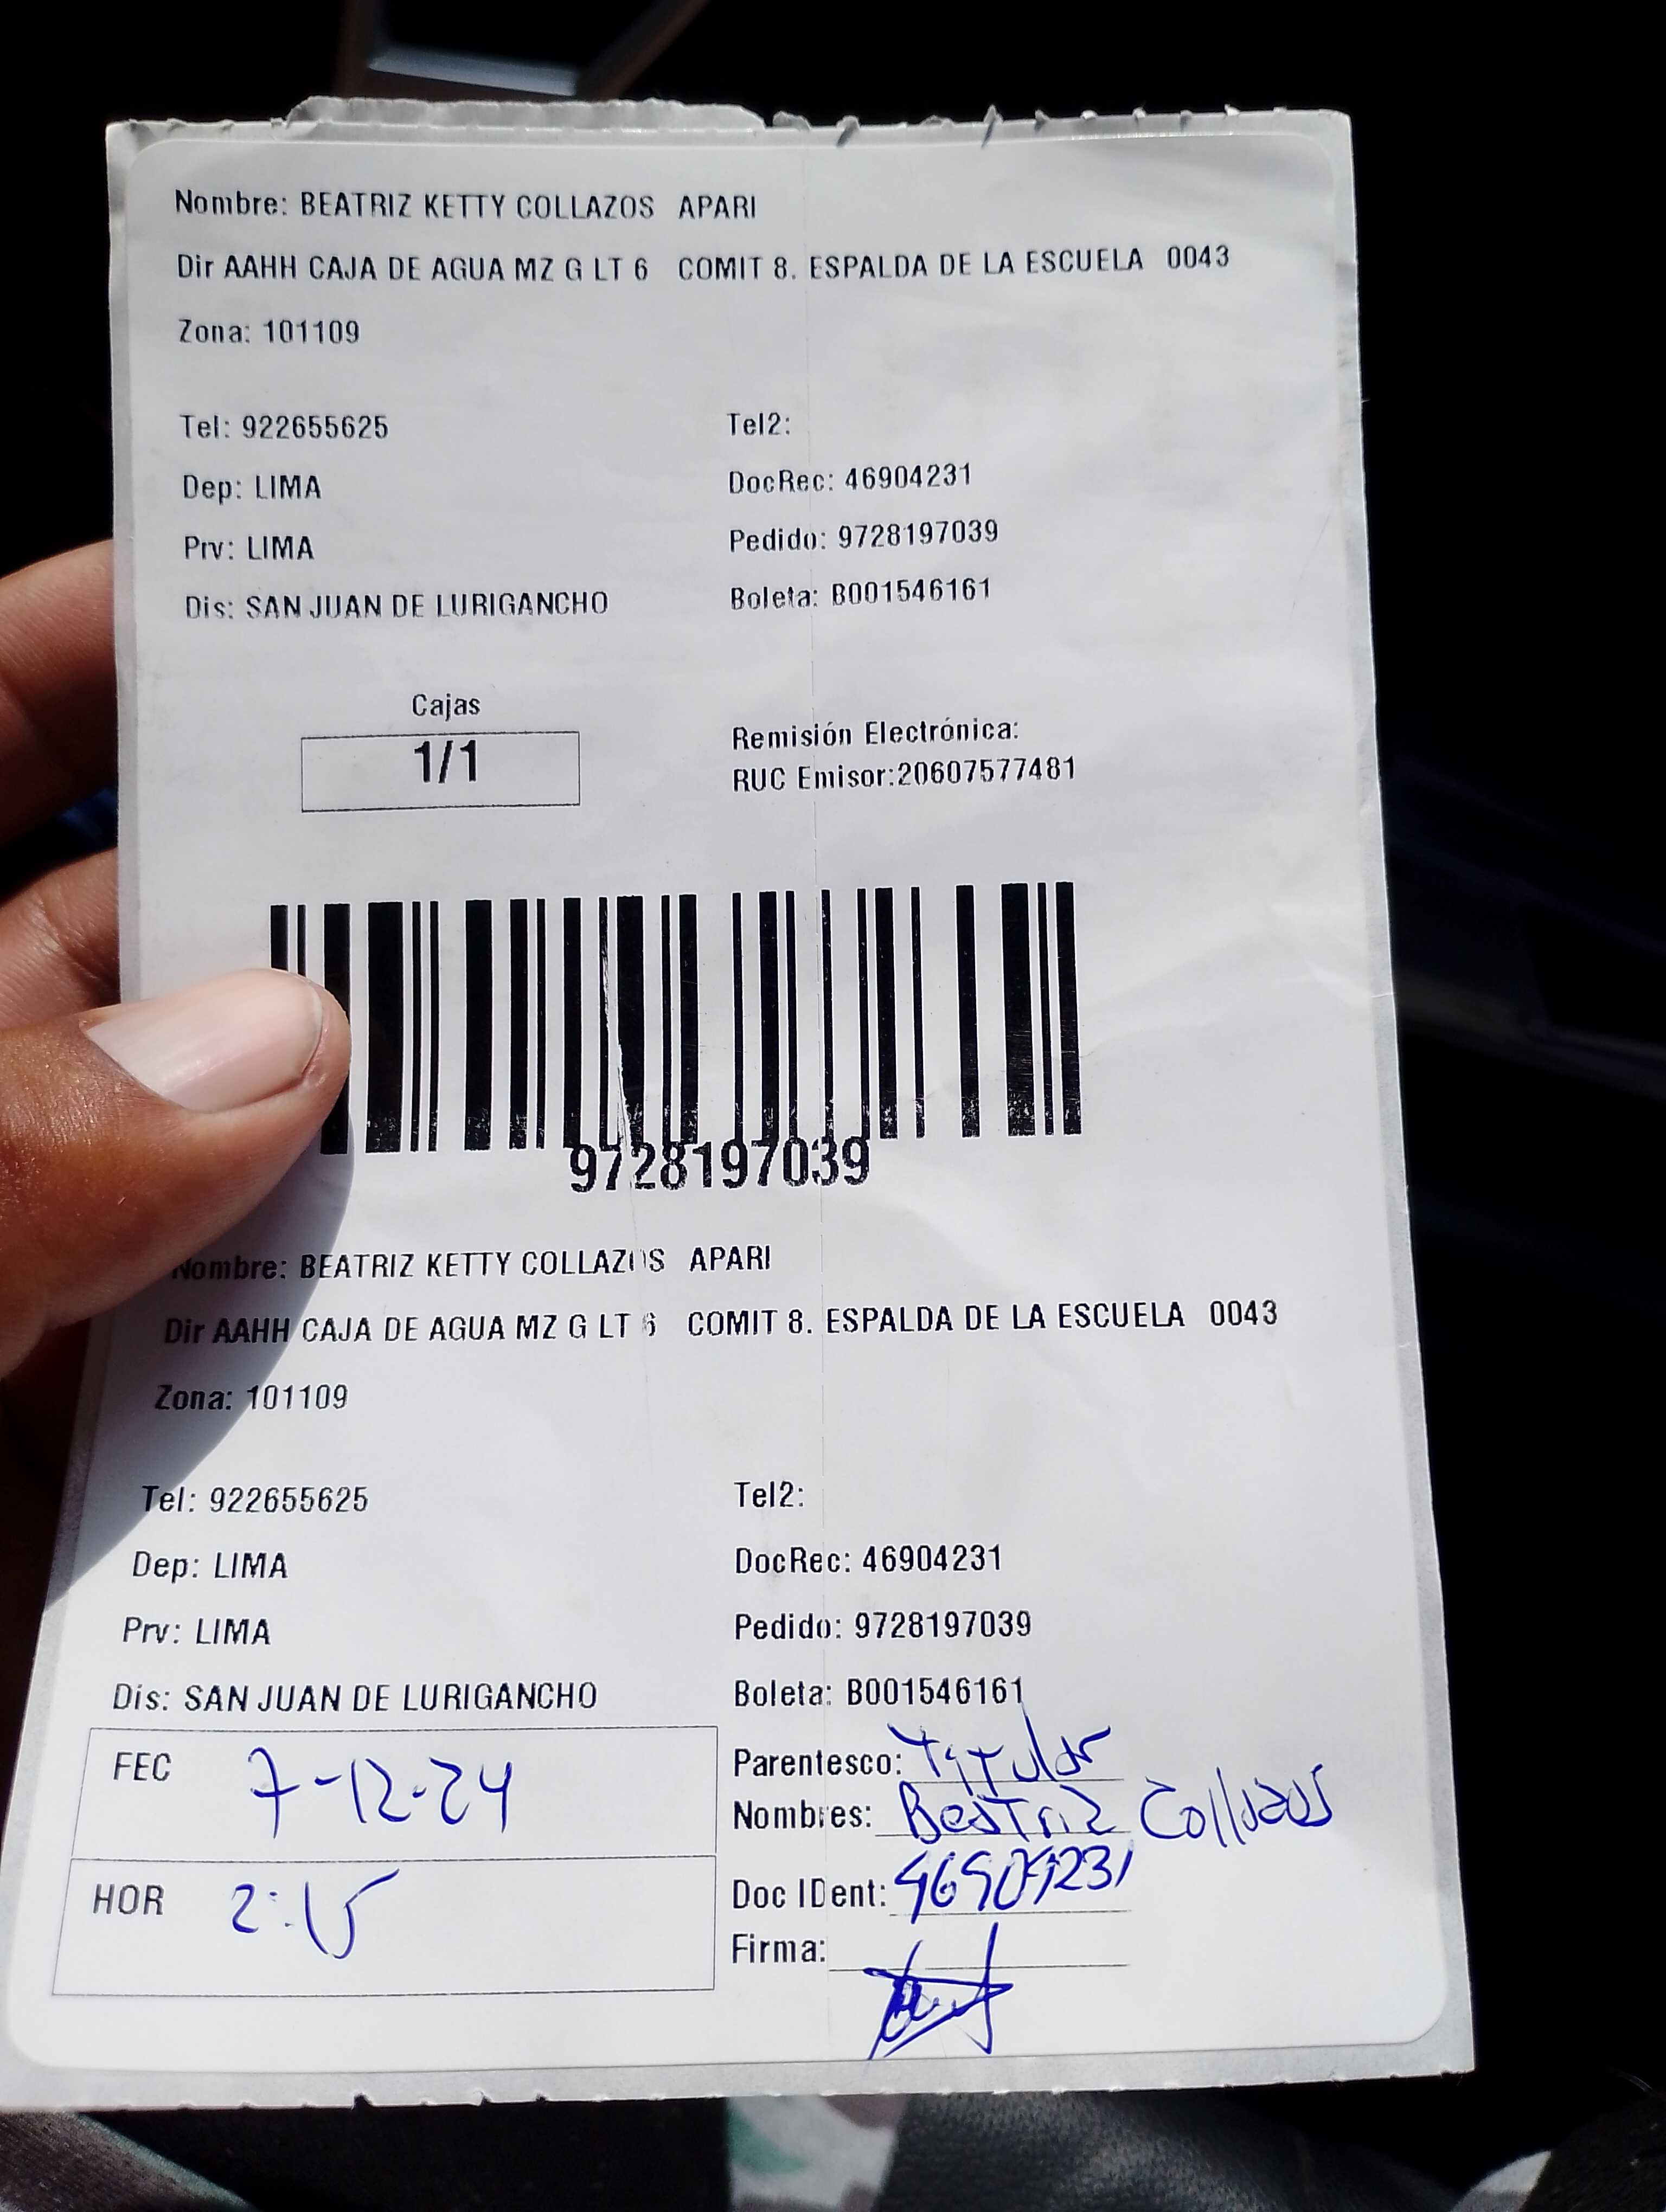 Nombre: BEATRIZ KETTY COLLAZOS APARI
Dir AAHH CAJA DE AGUA MZ G LT 6 COMIT 8. ESPALDA DE LA ESCUELA 0043
Zona: 101109
Tel: 922655625 Tel2:
Dep: LIMA DocRec: 46904231
Prv: LIMA Pedido: 9728197039
Dis: SAN JUAN DE LURIGANCHO Boleta: B001546161
Cajas
1/1
Remisión Electrónica:
RUC Emisor:20607577481
9728197039
Nombre: BEATRIZ KETTY COLLAZOS APARI
Dir AAHH CAJA DE AGUA MZ G LT 6 COMIT 8. ESPALDA DE LA ESCUELA 0043
Zona: 101109
Tel: 922655625 Tel2:
Dep: LIMA DocRec: 46904231
Prv: LIMA Pedido: 9728197039
Dis: SAN JUAN DE LURIGANCHO Boleta: B001546161
FEC 7-12-24
HOR 2:15
Parentesco: Titular
Nombres: Beatriz Collazos
Doc IDent: 46904231
Firma: